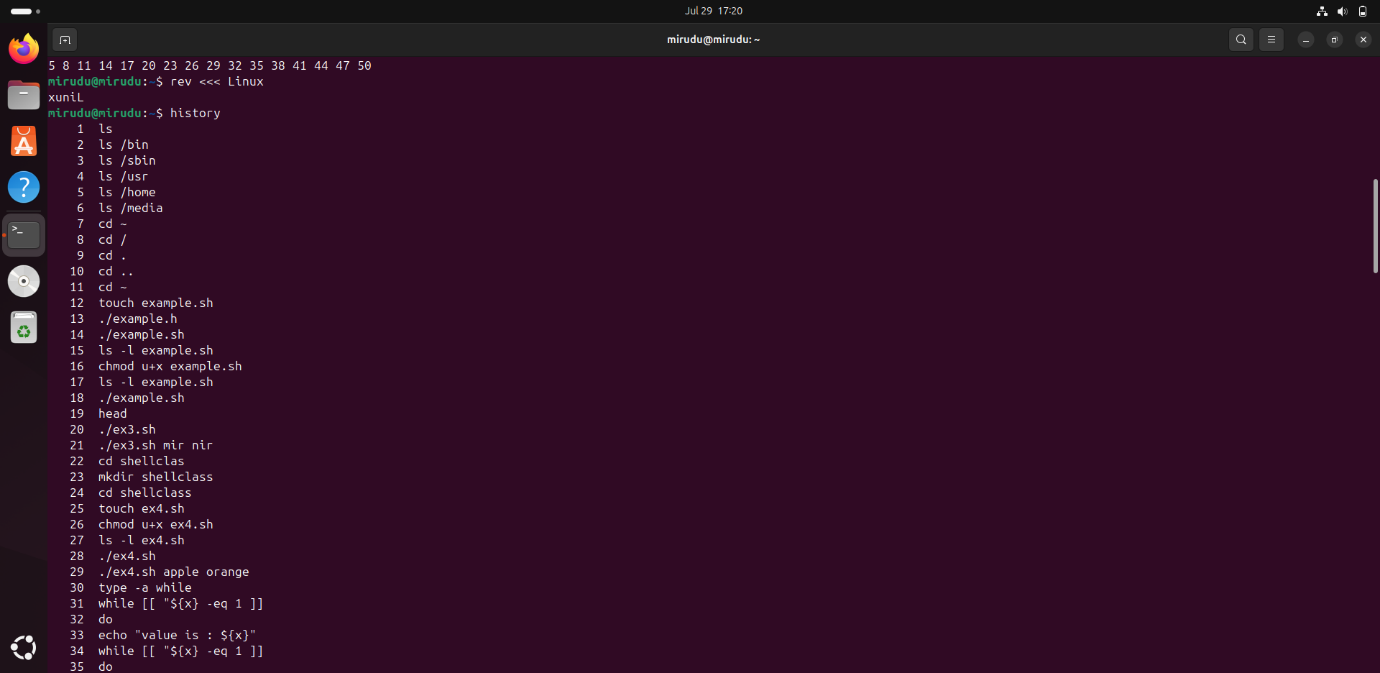 Jul 29 17:20
mirudu@mirudu: ~
5 8 11 14 17 20 23 26 29 32 35 38 41 44 47 50
mirudu@mirudu:~$ rev <<< Linux
xuniL
mirudu@mirudu:~$ history
1 ls
2 ls /bin
3 ls /sbin
4 ls /usr
5 ls /home
6 ls /media
7 cd ~
8 cd /
9 cd .
10 cd ..
11 cd ~
12 touch example.sh
13 ./example.h
14 ./example.sh
15 ls -l example.sh
16 chmod u+x example.sh
17 ls -l example.sh
18 ./example.sh
19 head
20 ./ex3.sh
21 ./ex3.sh mir nir
22 cd shellclas
23 mkdir shellclass
24 cd shellclass
25 touch ex4.sh
26 chmod u+x ex4.sh
27 ls -l ex4.sh
28 ./ex4.sh
29 ./ex4.sh apple orange
30 type -a while
31 while [[ "${x} -eq 1 ]]
32 do
33 echo "value is : ${x}"
34 while [[ "${x} -eq 1 ]]
35 do